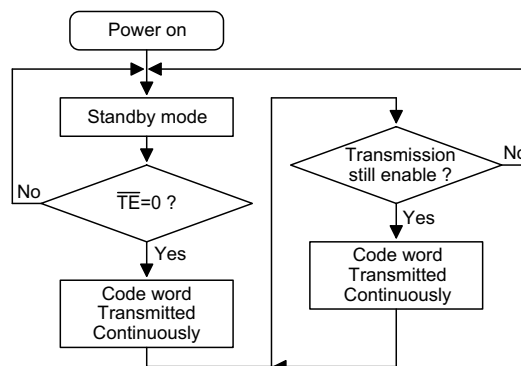 Power on
Standby mode
No
T̅E̅=0 ?
Yes
Code word
Transmitted
Continuously
Transmission
still enable ?
No
Yes
Code word
Transmitted
Continuously